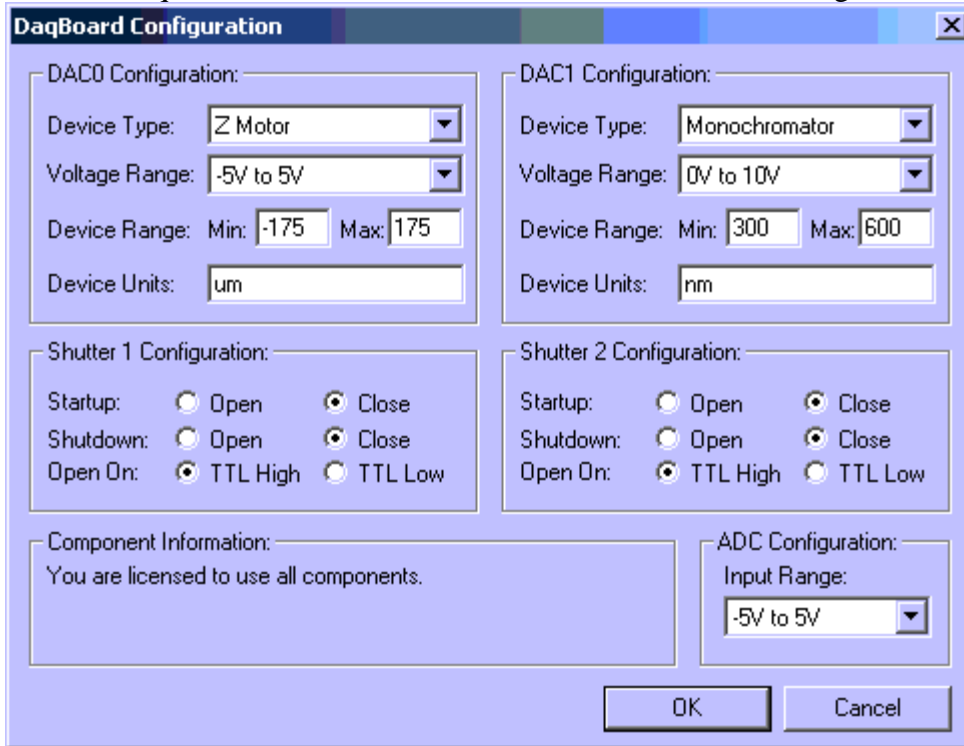 DaqBoard Configuration
DAC0 Configuration:
Device Type: Z Motor
Voltage Range: -5V to 5V
Device Range: Min: -175 Max: 175
Device Units: um
DAC1 Configuration:
Device Type: Monochromator
Voltage Range: 0V to 10V
Device Range: Min: 300 Max: 600
Device Units: nm
Shutter 1 Configuration:
Startup: Open Close
Shutdown: Open Close
Open On: TTL High TTL Low
Shutter 2 Configuration:
Startup: Open Close
Shutdown: Open Close
Open On: TTL High TTL Low
Component Information:
You are licensed to use all components.
ADC Configuration:
Input Range:
-5V to 5V
OK Cancel